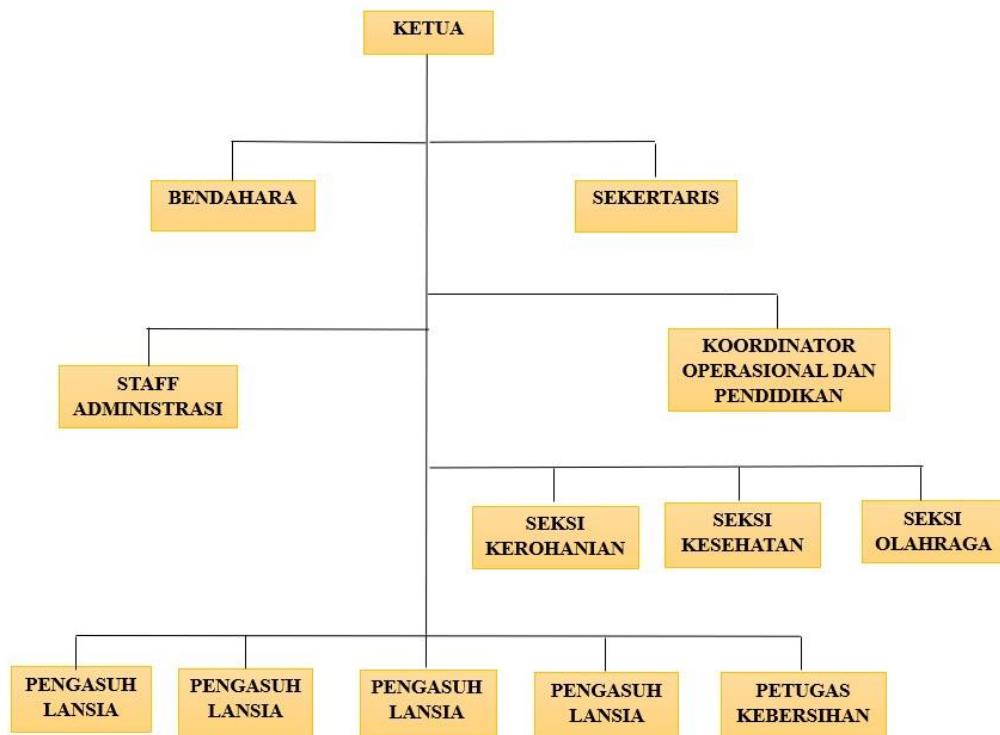 KETUA
BENDAHARA
SEKERTARIS
KOORDINATOR
OPERASIONAL DAN
PENDIDIKAN
STAFF
ADMINISTRASI
SEKSI
KEROHANIAN
SEKSI
KESEHATAN
SEKSI
OLAHRAGA
PENGASUH
LANSIA
PENGASUH
LANSIA
PENGASUH
LANSIA
PENGASUH
LANSIA
PETUGAS
KEBERSIHAN